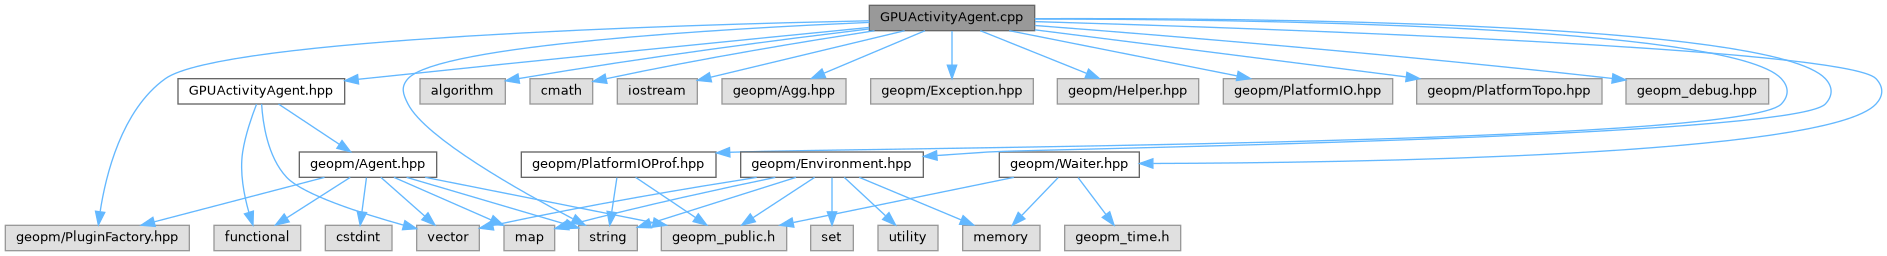 GPUActivityAgent.cpp
GPUActivityAgent.hpp
algorithm
cmath
iostream
geopm/Agg.hpp
geopm/Exception.hpp
geopm/Helper.hpp
geopm/PlatformIO.hpp
geopm/PlatformTopo.hpp
geopm_debug.hpp
geopm/Agent.hpp
geopm/PlatformIOProf.hpp
geopm/Environment.hpp
geopm/Waiter.hpp
geopm/PluginFactory.hpp
functional
cstdint
vector
map
string
geopm_public.h
set
utility
memory
geopm_time.h